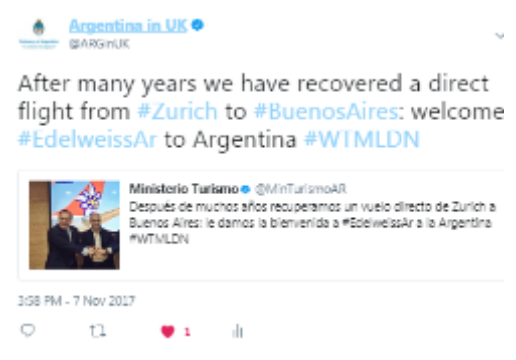 Argentina in UK
@ARGinUK
After many years we have recovered a direct
flight from #Zurich to #BuenosAires: welcome
#EdelweissAr to Argentina #WTMLDN
Ministerio Turismo @MinTurismoAR
Después de muchos años recuperamos un vuelo directo de Zurich a
Buenos Aires: le damos la bienvenida a #EdelweissAr a la Argentina
#WTMLDN
3:58 PM - 7 Nov 2017
1